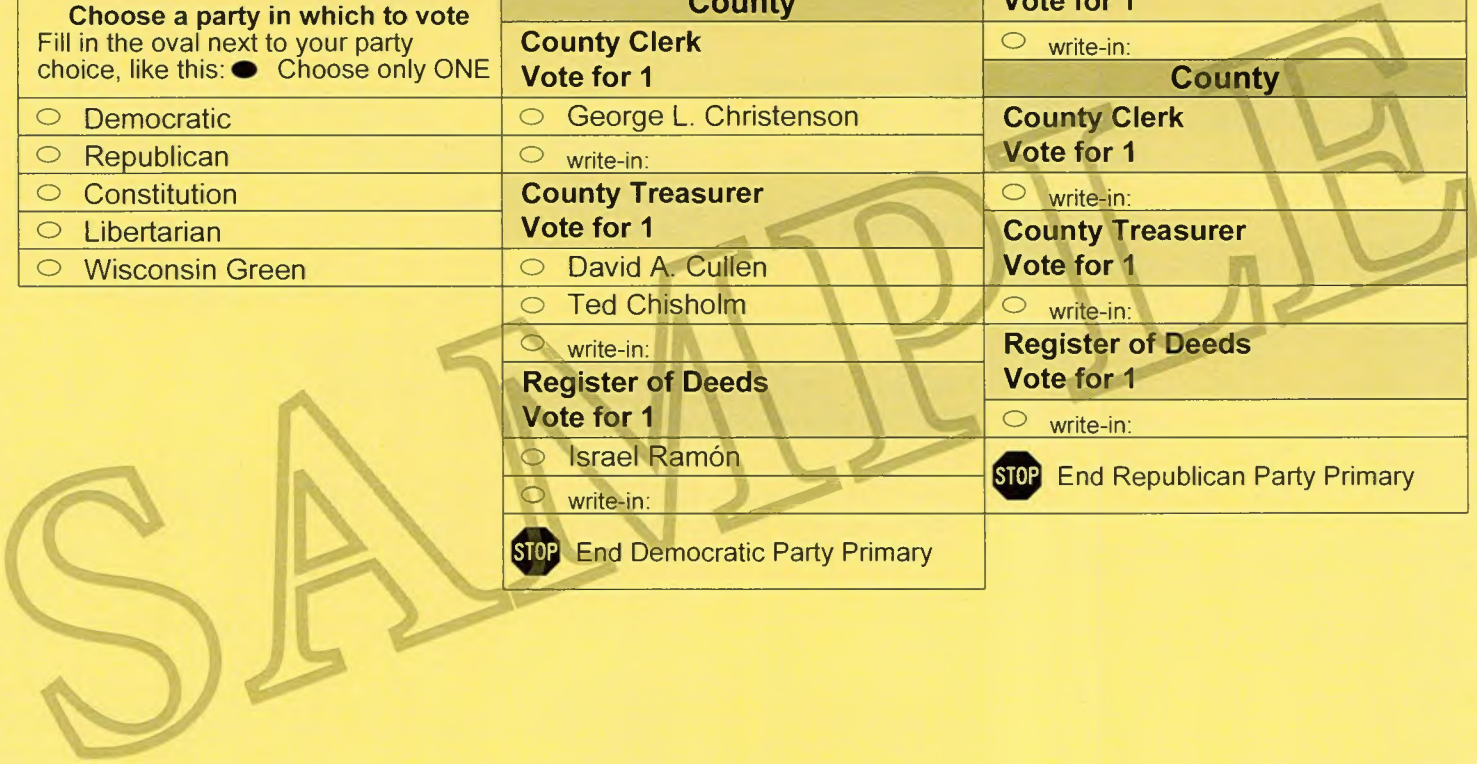 Choose a party in which to vote
Fill in the oval next to your party
choice, like this: Choose only ONE
Democratic
Republican
Constitution
Libertarian
Wisconsin Green
County
County Clerk
Vote for 1
George L. Christenson
write-in:
County Treasurer
Vote for 1
David A. Cullen
Ted Chisholm
write-in:
Register of Deeds
Vote for 1
Israel Ramón
write-in:
STOP End Democratic Party Primary
Vote for 1
write-in:
County
County Clerk
Vote for 1
write-in:
County Treasurer
Vote for 1
write-in:
Register of Deeds
Vote for 1
write-in:
STOP End Republican Party Primary
SAMPLE